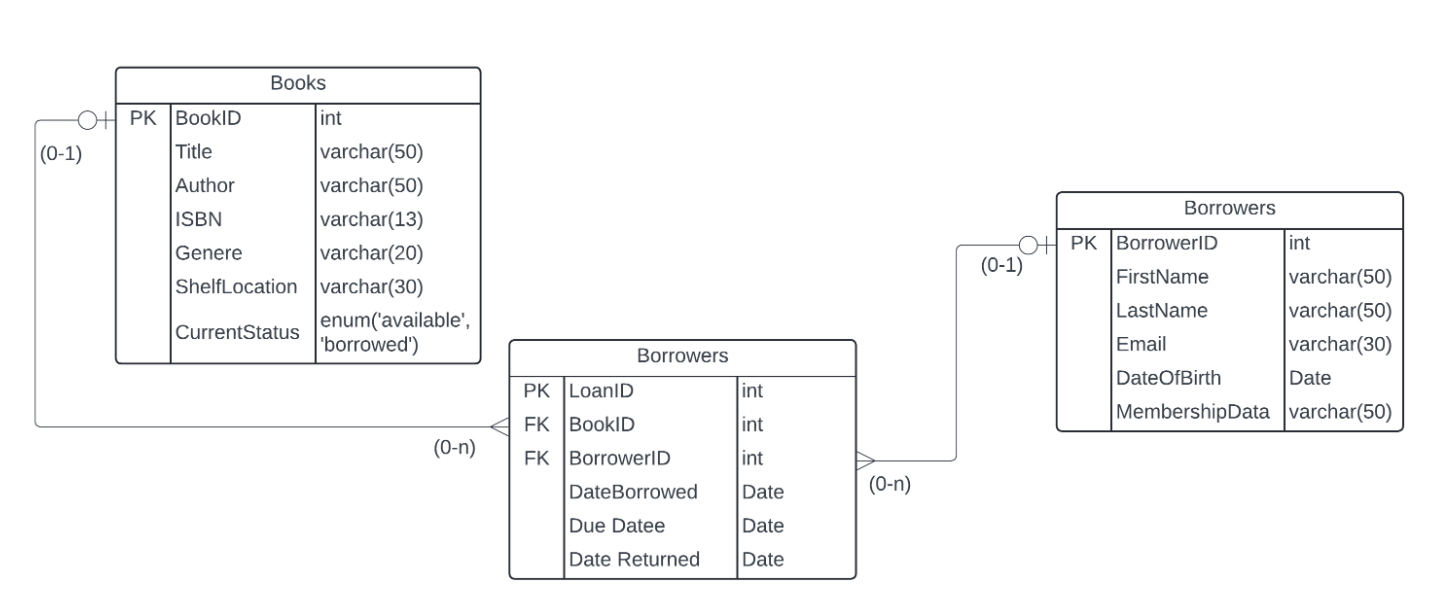 Books
PK BookID int
(0-1)
Title varchar(50)
Author varchar(50)
ISBN varchar(13)
Genere varchar(20)
ShelfLocation varchar(30)
CurrentStatus enum('available',
'borrowed')
Borrowers
PK LoanID int
FK BookID int
(0-n)
FK BorrowerID int
(0-n)
DateBorrowed Date
Due Datee Date
Date Returned Date
Borrowers
PK BorrowerID int
(0-1)
FirstName varchar(50)
LastName varchar(50)
Email varchar(30)
DateOfBirth Date
MembershipData varchar(50)